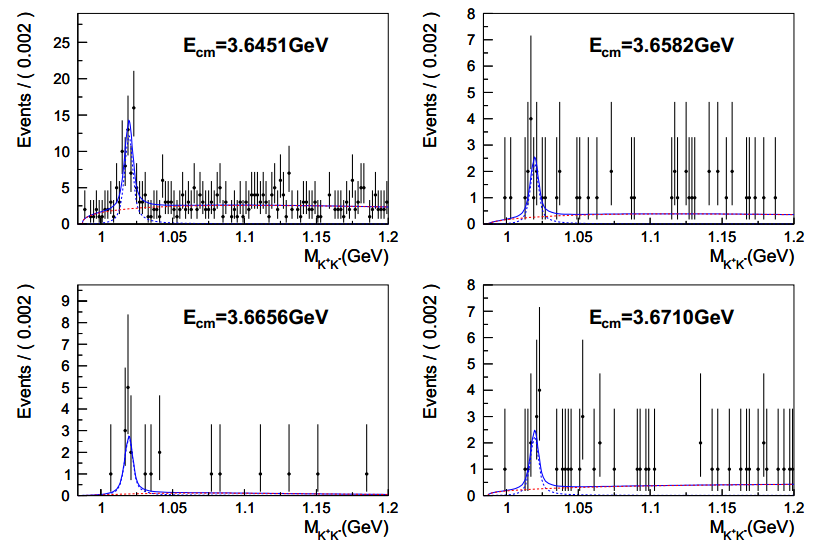 Events / ( 0.002 )
25
20
15
10
5
0
E_cm=3.6451GeV
1 1.05 1.1 1.15 1.2
M_K⁺K⁻(GeV)
Events / ( 0.002 )
8
7
6
5
4
3
2
1
0
E_cm=3.6582GeV
1 1.05 1.1 1.15 1.2
M_K⁺K⁻(GeV)
Events / ( 0.002 )
9
8
7
6
5
4
3
2
1
0
E_cm=3.6656GeV
1 1.05 1.1 1.15 1.2
M_K⁺K⁻(GeV)
Events / ( 0.002 )
8
7
6
5
4
3
2
1
0
E_cm=3.6710GeV
1 1.05 1.1 1.15 1.2
M_K⁺K⁻(GeV)